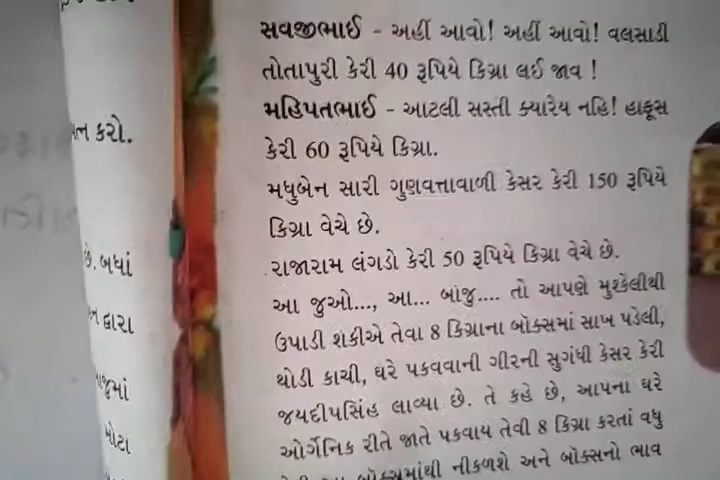 સવજીભાઈ - અહીં આવો! અહીં આવો! વલસાડી
તોતાપુરી કેરી 40 રૂપિયે કિગ્રા લઈ જાવ !
મહિપતભાઈ - આટલી સસ્તી ક્યારેય નહિ! હાફૂસ
કેરી 60 રૂપિયે કિગ્રા.
મધુબેન સારી ગુણવત્તાવાળી કેસર કેરી 150 રૂપિયે
કિગ્રા વેચે છે.
રાજારામ લંગડો કેરી 50 રૂપિયે કિગ્રા વેચે છે.
આ જુઓ..., આ... બાંજુ.... તો આપણે મુશ્કેલીથી
ઉપાડી શકીએ તેવા 8 કિગ્રાના બૉક્સમાં સાખ પડેલી,
થોડી કાચી, ઘરે પકવવાની ગીરની સુગંધી કેસર કેરી
જયદીપસિંહ લાવ્યા છે. તે કહે છે, આપના ઘરે
ઓર્ગેનિક રીતે જાતે પકવાય તેવી 8 કિગ્રા કરતાં વધુ
બૉક્સમાંથી નીકળશે અને બૉક્સનો ભાવ
કરો.
છે. બધાં
દ્વારા